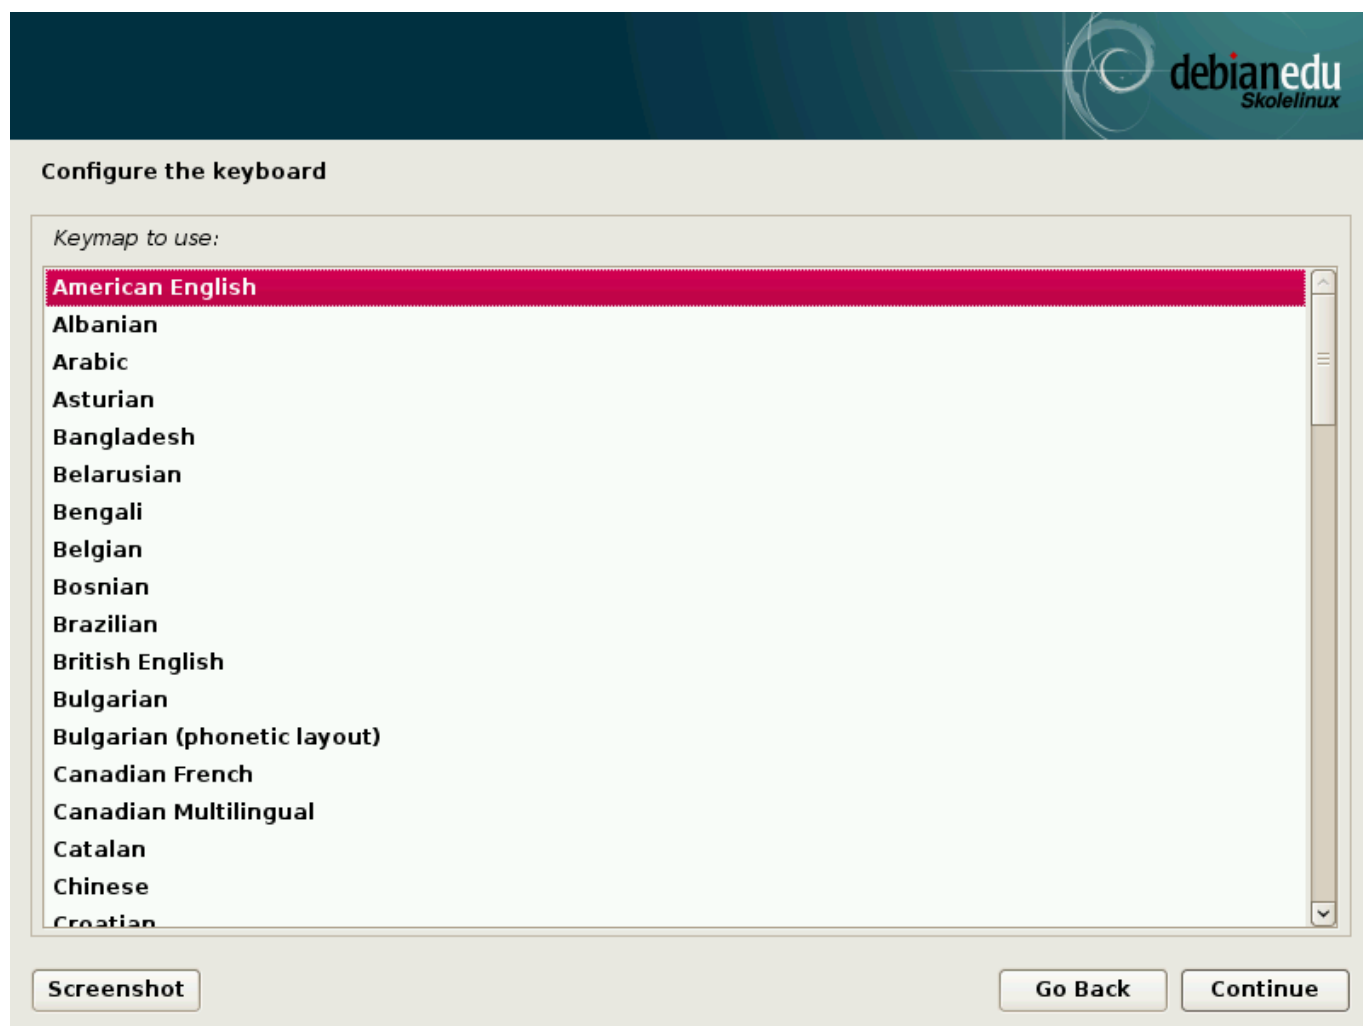 debianedu
Skolelinux
Configure the keyboard
Keymap to use:
American English
Albanian
Arabic
Asturian
Bangladesh
Belarusian
Bengali
Belgian
Bosnian
Brazilian
British English
Bulgarian
Bulgarian (phonetic layout)
Canadian French
Canadian Multilingual
Catalan
Chinese
Croatian
Screenshot
Go Back
Continue